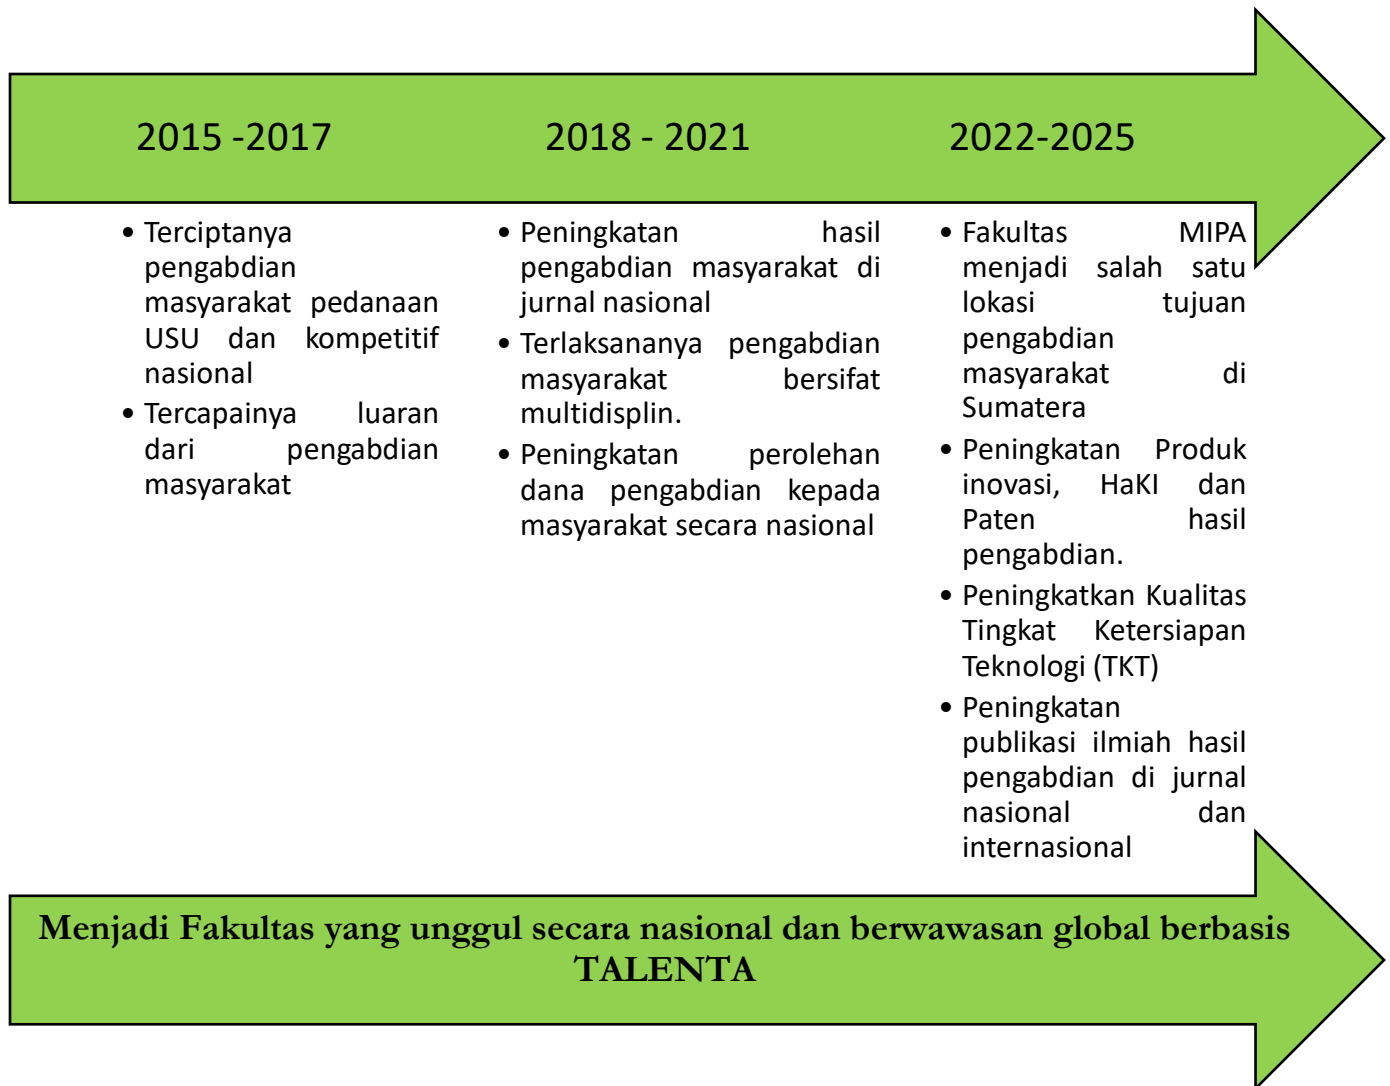 2015 -2017
2018 - 2021
2022-2025
• Terciptanya
pengabdian
masyarakat pedanaan
USU dan kompetitif
nasional
• Tercapainya luaran
dari pengabdian
masyarakat
• Peningkatan hasil
pengabdian masyarakat di
jurnal nasional
• Terlaksananya pengabdian
masyarakat bersifat
multidisplin.
• Peningkatan perolehan
dana pengabdian kepada
masyarakat secara nasional
• Fakultas MIPA
menjadi salah satu
lokasi tujuan
pengabdian
masyarakat di
Sumatera
• Peningkatan Produk
inovasi, HaKI dan
Paten hasil
pengabdian.
• Peningkatkan Kualitas
Tingkat Ketersiapan
Teknologi (TKT)
• Peningkatan
publikasi ilmiah hasil
pengabdian di jurnal
nasional dan
internasional
Menjadi Fakultas yang unggul secara nasional dan berwawasan global berbasis
TALENTA